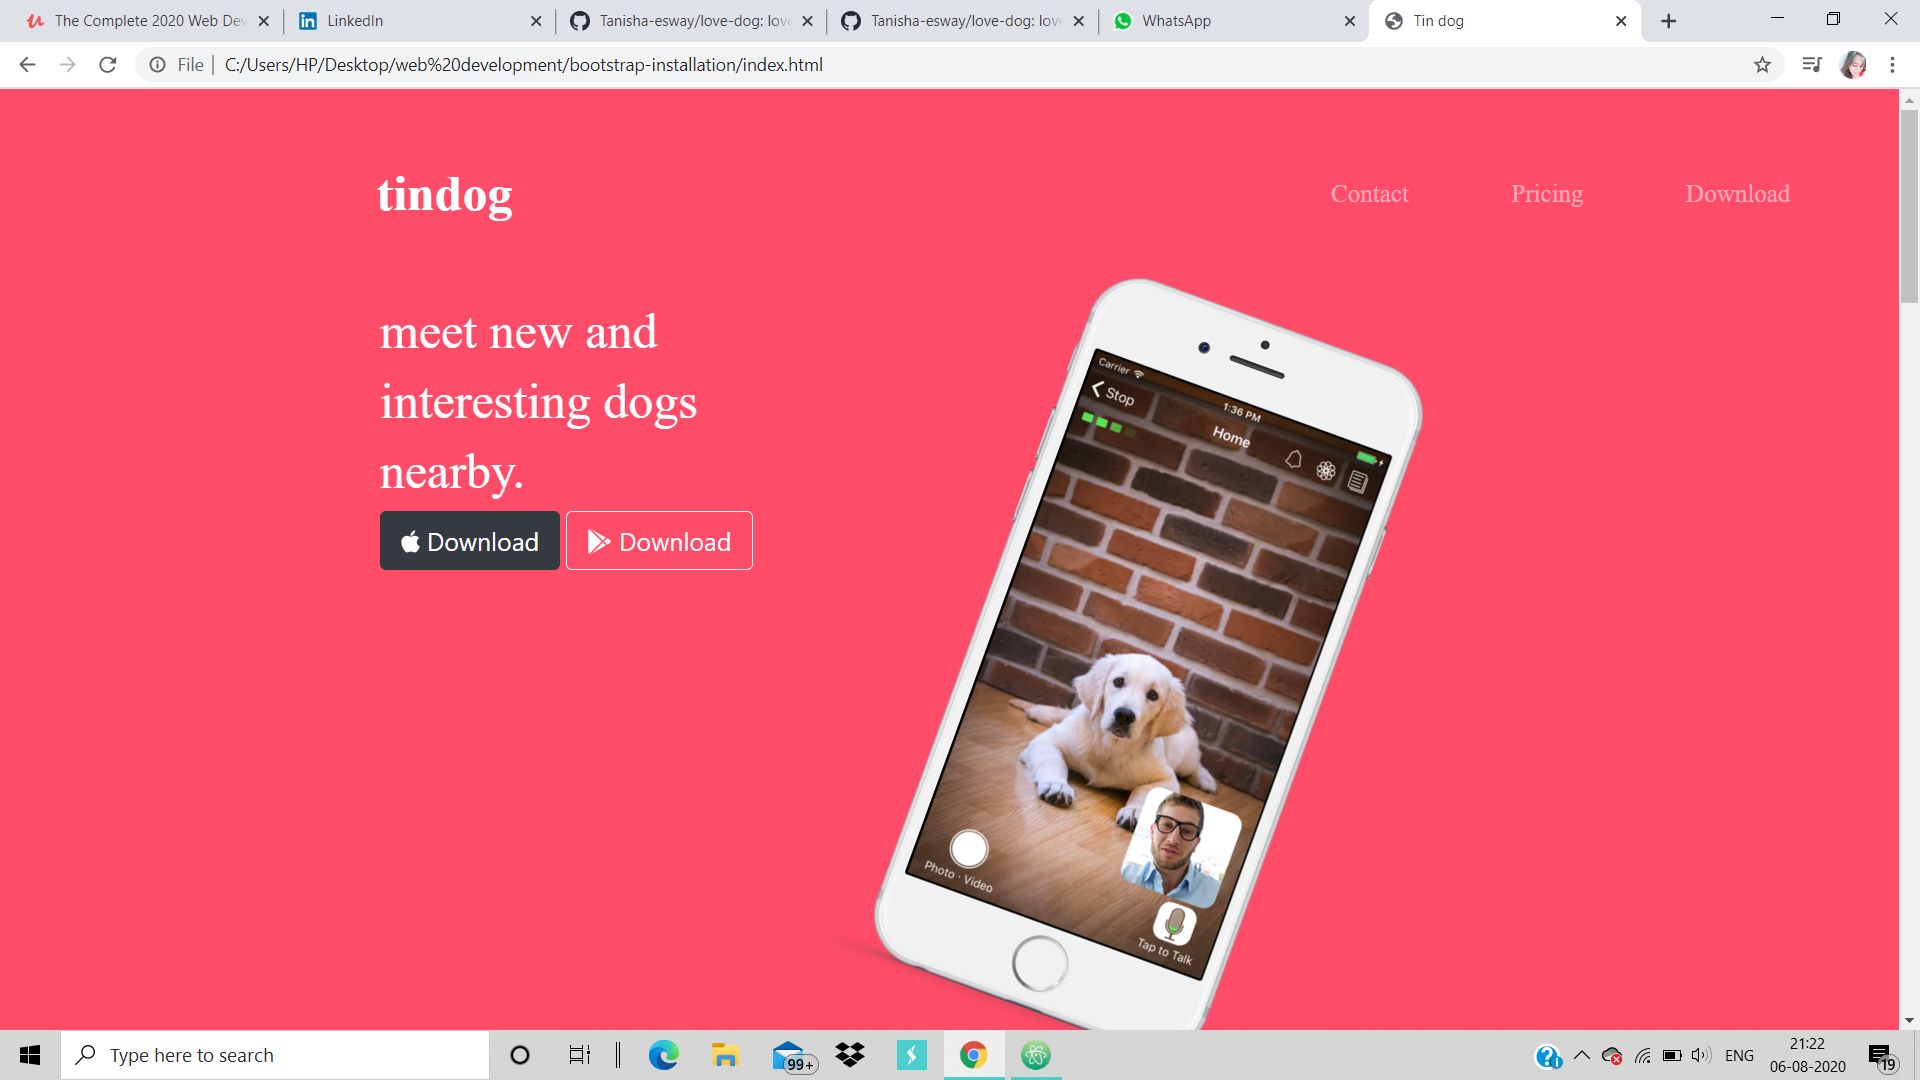 The Complete 2020 Web Dev
LinkedIn
Tanisha-esway/love-dog: lov
Tanisha-esway/love-dog: lov
WhatsApp
Tin dog
File
C:/Users/HP/Desktop/web%20development/bootstrap-installation/index.html
tindog
Contact
Pricing
Download
meet new and
interesting dogs
nearby.
Download
Download
Carrier
Stop
1:36 PM
Home
Photo · Video
Tap to Talk
Type here to search
99+
ENG
21:22
06-08-2020
19